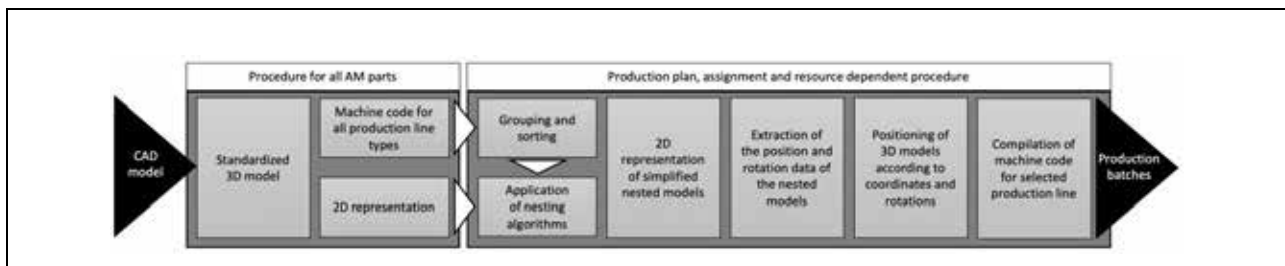 Procedure for all AM parts
Production plan, assignment and resource dependent procedure
CAD
model
Standardized
3D model
Machine code for
all production line
types
2D representation
Grouping and
sorting
Application
of nesting
algorithms
2D
representation
of simplified
nested models
Extraction of
the position and
rotation data of
the nested
models
Positioning of
3D models
according to
coordinates and
rotations
Compilation of
machine code
for selected
production line
Production
batches